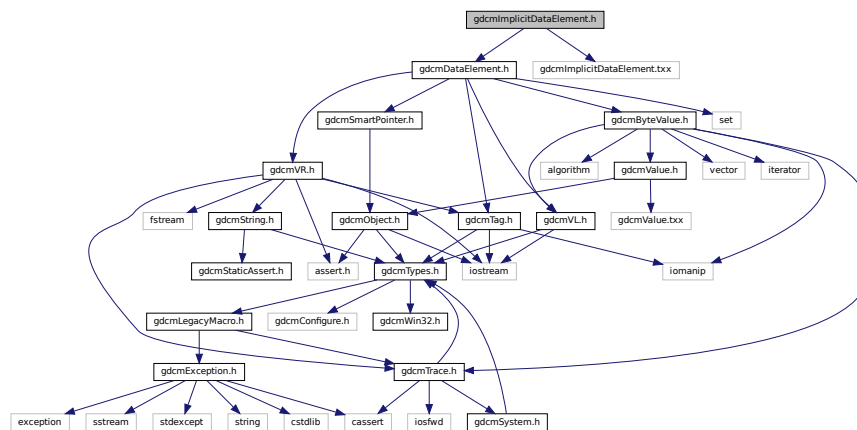 gdcmImplicitDataElement.h
gdcmDataElement.h
gdcmImplicitDataElement.txx
gdcmSmartPointer.h
gdcmByteValue.h
set
gdcmVR.h
algorithm
gdcmValue.h
vector
iterator
fstream
gdcmString.h
gdcmObject.h
gdcmTag.h
gdcmVL.h
gdcmValue.txx
gdcmStaticAssert.h
assert.h
gdcmTypes.h
iostream
iomanip
gdcmLegacyMacro.h
gdcmConfigure.h
gdcmWin32.h
gdcmException.h
gdcmTrace.h
exception
sstream
stdexcept
string
cstdlib
cassert
iosfwd
gdcmSystem.h